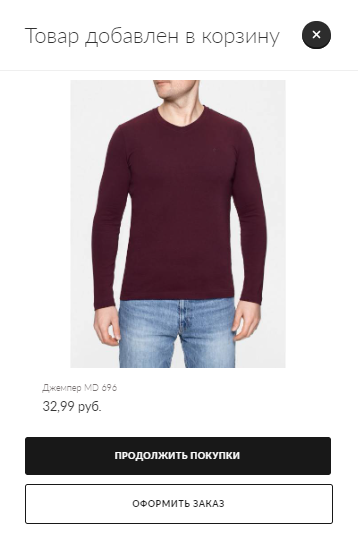 Товар добавлен в корзину
Джемпер MD 696
32,99 руб.
ПРОДОЛЖИТЬ ПОКУПКИ
ОФОРМИТЬ ЗАКАЗ